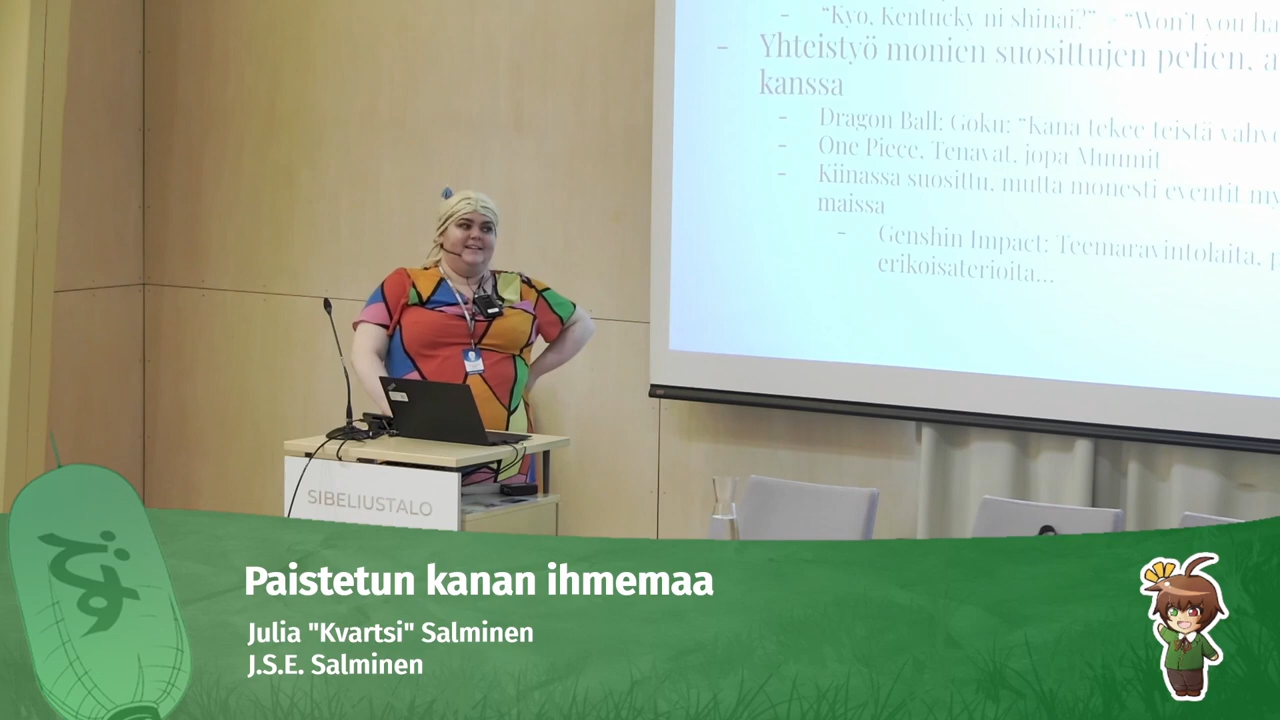 - "Kyo, Kentucky ni shinai?" - "Won't you ha
- Yhteistyö monien suosittujen pelien, a
kanssa
- Dragon Ball: Goku: "Kana tekee teistä vahvo
- One Piece, Tenavat, jopa Muumit
- Kiinassa suosittu, mutta monesti eventit my
maissa
- Genshin Impact: Teemaravintoloita, p
erikoisaterioita...
SIBELIUSTALO
Paistetun kanan ihmemaa
Julia "Kvartsi" Salminen
J.S.E. Salminen